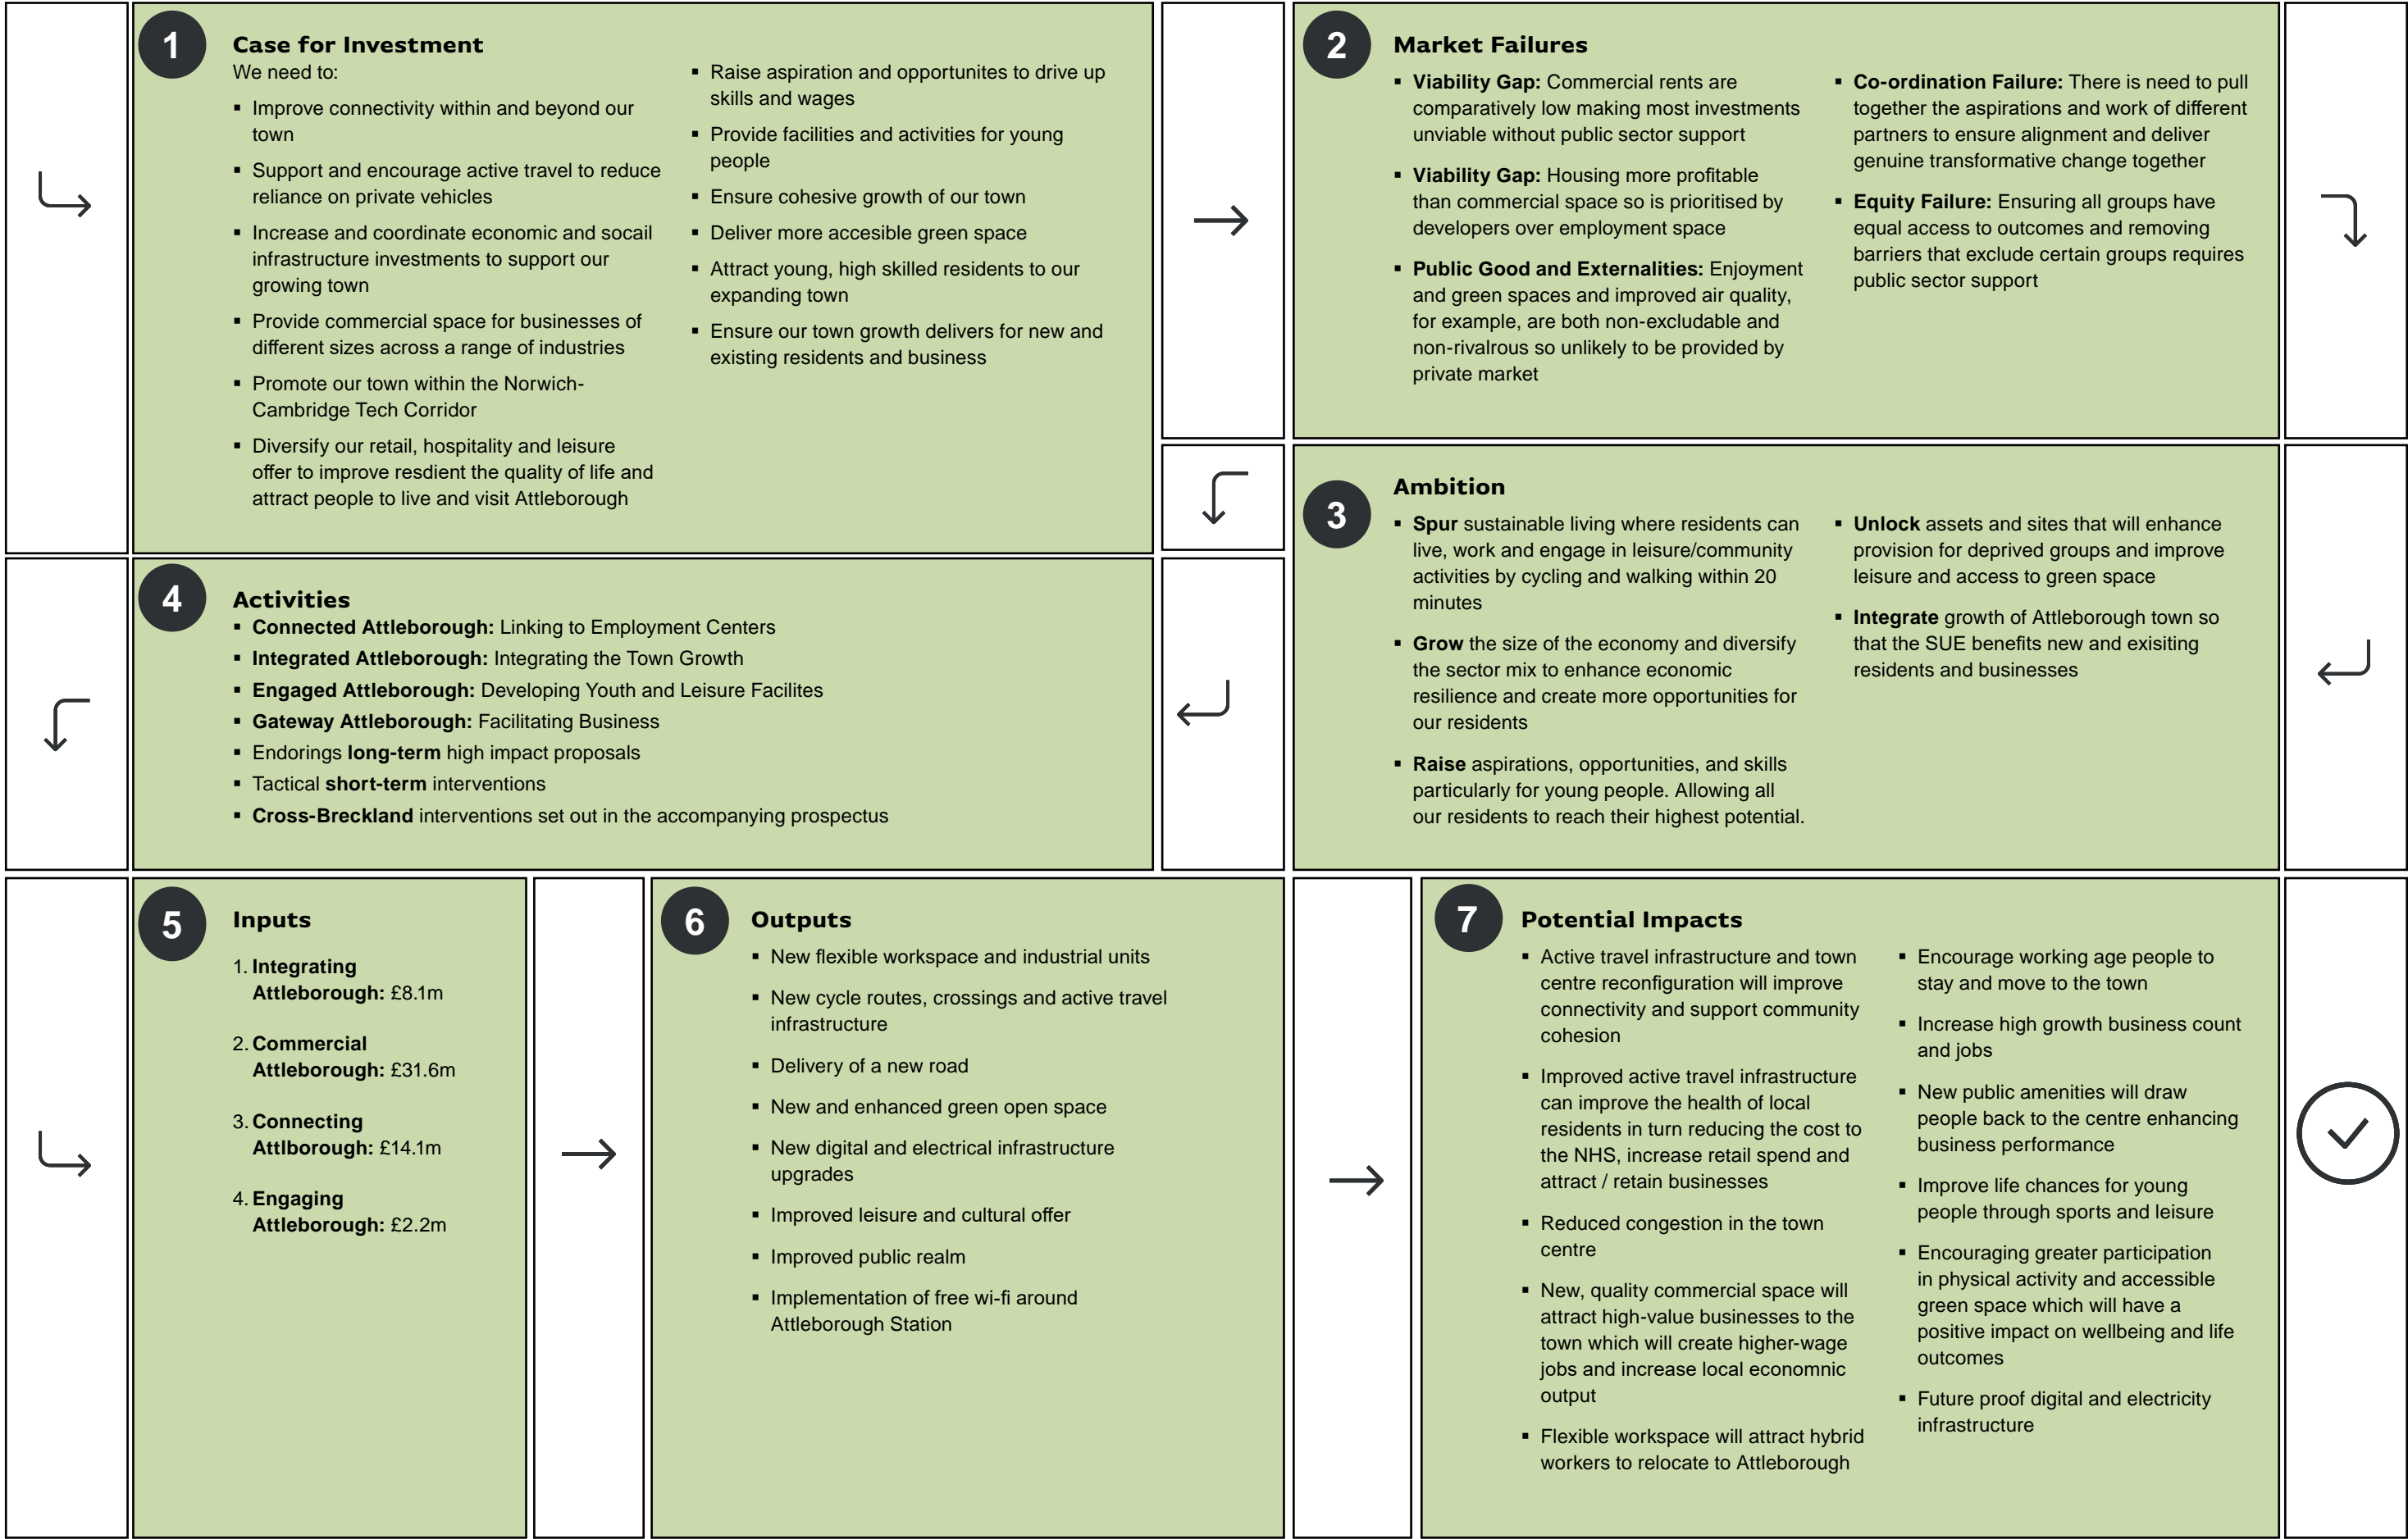 1
Case for Investment
We need to:
▪ Improve connectivity within and beyond our
town
▪ Support and encourage active travel to reduce
reliance on private vehicles
▪ Increase and coordinate economic and socail
infrastructure investments to support our
growing town
▪ Provide commercial space for businesses of
different sizes across a range of industries
▪ Promote our town within the Norwich-
Cambridge Tech Corridor
▪ Diversify our retail, hospitality and leisure
offer to improve resdient the quality of life and
attract people to live and visit Attleborough
▪ Raise aspiration and opportunites to drive up
skills and wages
▪ Provide facilities and activities for young
people
▪ Ensure cohesive growth of our town
▪ Deliver more accesible green space
▪ Attract young, high skilled residents to our
expanding town
▪ Ensure our town growth delivers for new and
existing residents and business
2
Market Failures
▪ Viability Gap: Commercial rents are
comparatively low making most investments
unviable without public sector support
▪ Viability Gap: Housing more profitable
than commercial space so is prioritised by
developers over employment space
▪ Public Good and Externalities: Enjoyment
and green spaces and improved air quality,
for example, are both non-excludable and
non-rivalrous so unlikely to be provided by
private market
▪ Co-ordination Failure: There is need to pull
together the aspirations and work of different
partners to ensure alignment and deliver
genuine transformative change together
▪ Equity Failure: Ensuring all groups have
equal access to outcomes and removing
barriers that exclude certain groups requires
public sector support
3
Ambition
▪ Spur sustainable living where residents can
live, work and engage in leisure/community
activities by cycling and walking within 20
minutes
▪ Grow the size of the economy and diversify
the sector mix to enhance economic
resilience and create more opportunities for
our residents
▪ Raise aspirations, opportunities, and skills
particularly for young people. Allowing all
our residents to reach their highest potential.
▪ Unlock assets and sites that will enhance
provision for deprived groups and improve
leisure and access to green space
▪ Integrate growth of Attleborough town so
that the SUE benefits new and exisiting
residents and businesses
4
Activities
▪ Connected Attleborough: Linking to Employment Centers
▪ Integrated Attleborough: Integrating the Town Growth
▪ Engaged Attleborough: Developing Youth and Leisure Facilites
▪ Gateway Attleborough: Facilitating Business
▪ Endorings long-term high impact proposals
▪ Tactical short-term interventions
▪ Cross-Breckland interventions set out in the accompanying prospectus
5
Inputs
1. Integrating
Attleborough: £8.1m
2. Commercial
Attleborough: £31.6m
3. Connecting
Attlborough: £14.1m
4. Engaging
Attleborough: £2.2m
6
Outputs
▪ New flexible workspace and industrial units
▪ New cycle routes, crossings and active travel
infrastructure
▪ Delivery of a new road
▪ New and enhanced green open space
▪ New digital and electrical infrastructure
upgrades
▪ Improved leisure and cultural offer
▪ Improved public realm
▪ Implementation of free wi-fi around
Attleborough Station
7
Potential Impacts
▪ Active travel infrastructure and town
centre reconfiguration will improve
connectivity and support community
cohesion
▪ Improved active travel infrastructure
can improve the health of local
residents in turn reducing the cost to
the NHS, increase retail spend and
attract / retain businesses
▪ Reduced congestion in the town
centre
▪ New, quality commercial space will
attract high-value businesses to the
town which will create higher-wage
jobs and increase local economnic
output
▪ Flexible workspace will attract hybrid
workers to relocate to Attleborough
▪ Encourage working age people to
stay and move to the town
▪ Increase high growth business count
and jobs
▪ New public amenities will draw
people back to the centre enhancing
business performance
▪ Improve life chances for young
people through sports and leisure
▪ Encouraging greater participation
in physical activity and accessible
green space which will have a
positive impact on wellbeing and life
outcomes
▪ Future proof digital and electricity
infrastructure